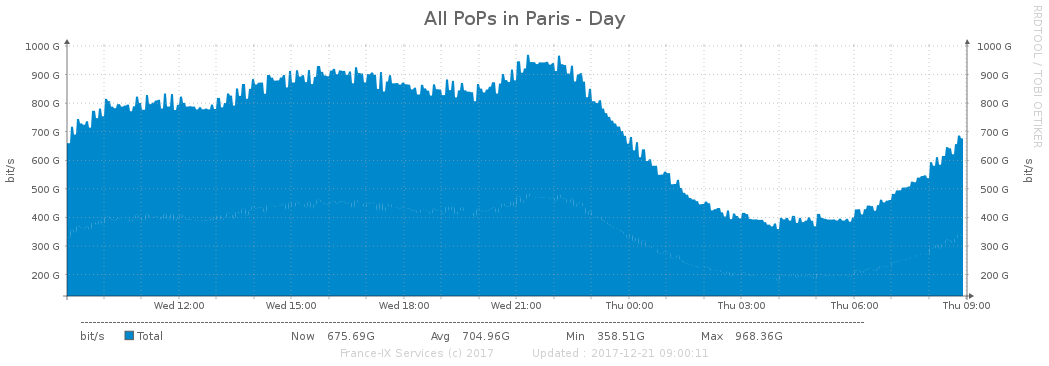 All PoPs in Paris - Day
RRDTOOL / TOBI OETIKER
1000 G 1000 G
900 G 900 G
800 G 800 G
700 G 700 G
600 G 600 G
500 G 500 G
400 G 400 G
300 G 300 G
200 G 200 G
bit/s bit/s
Wed 12:00 Wed 15:00 Wed 18:00 Wed 21:00 Thu 00:00 Thu 03:00 Thu 06:00 Thu 09:00
bit/s Total Now 675.69G Avg 704.96G Min 358.51G Max 968.36G
France-IX Services (c) 2017 Updated : 2017-12-21 09:00:11